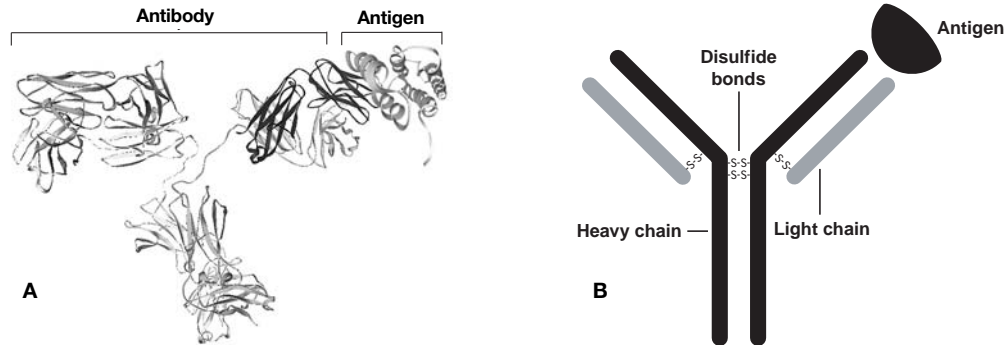 Antibody
Antigen
A
Disulfide
bonds
Antigen
-S-S-
-S-S-
-S-S-
-S-S-
Heavy chain
Light chain
B